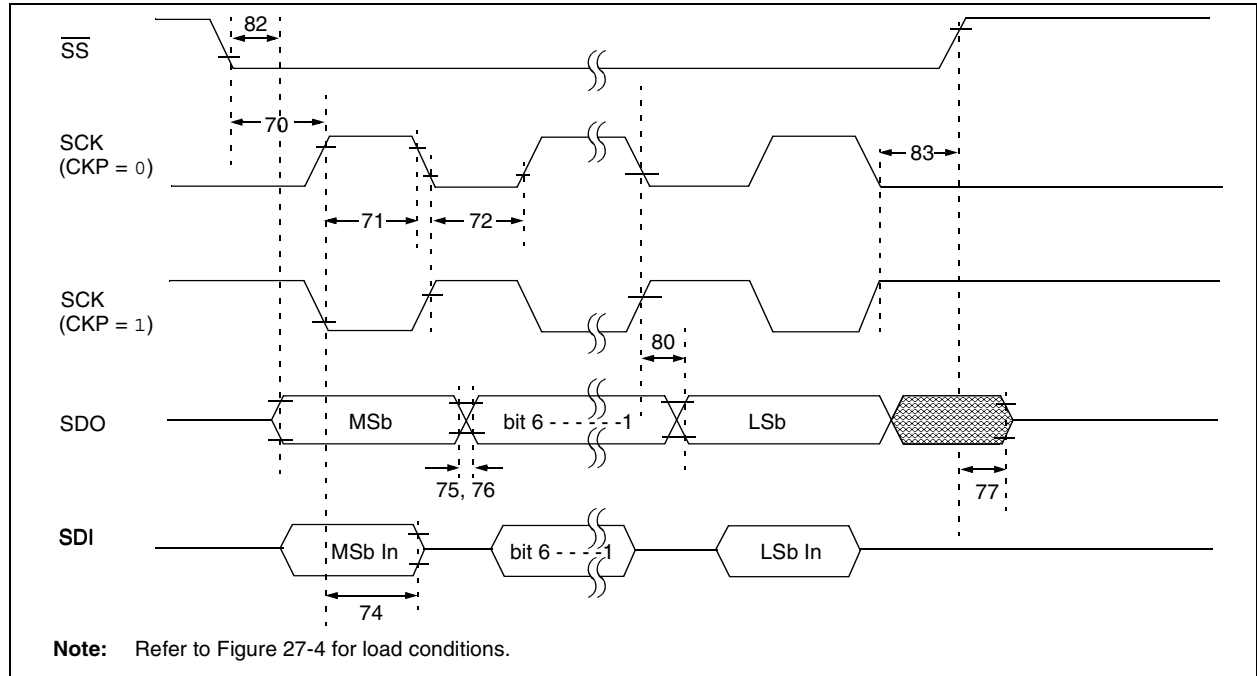 82
SS
70
SCK
(CKP = 0)
83
71
72
SCK
(CKP = 1)
80
SDO
MSb
bit 6 - - - - - -1
LSb
75, 76
77
SDI
MSb In
bit 6 - - - -1
LSb In
74
Note: Refer to Figure 27-4 for load conditions.